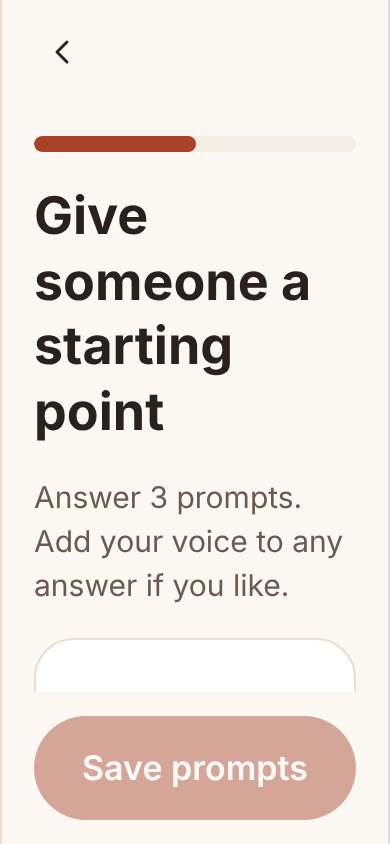 Give
someone a
starting
point
Answer 3 prompts.
Add your voice to any
answer if you like.
Save prompts